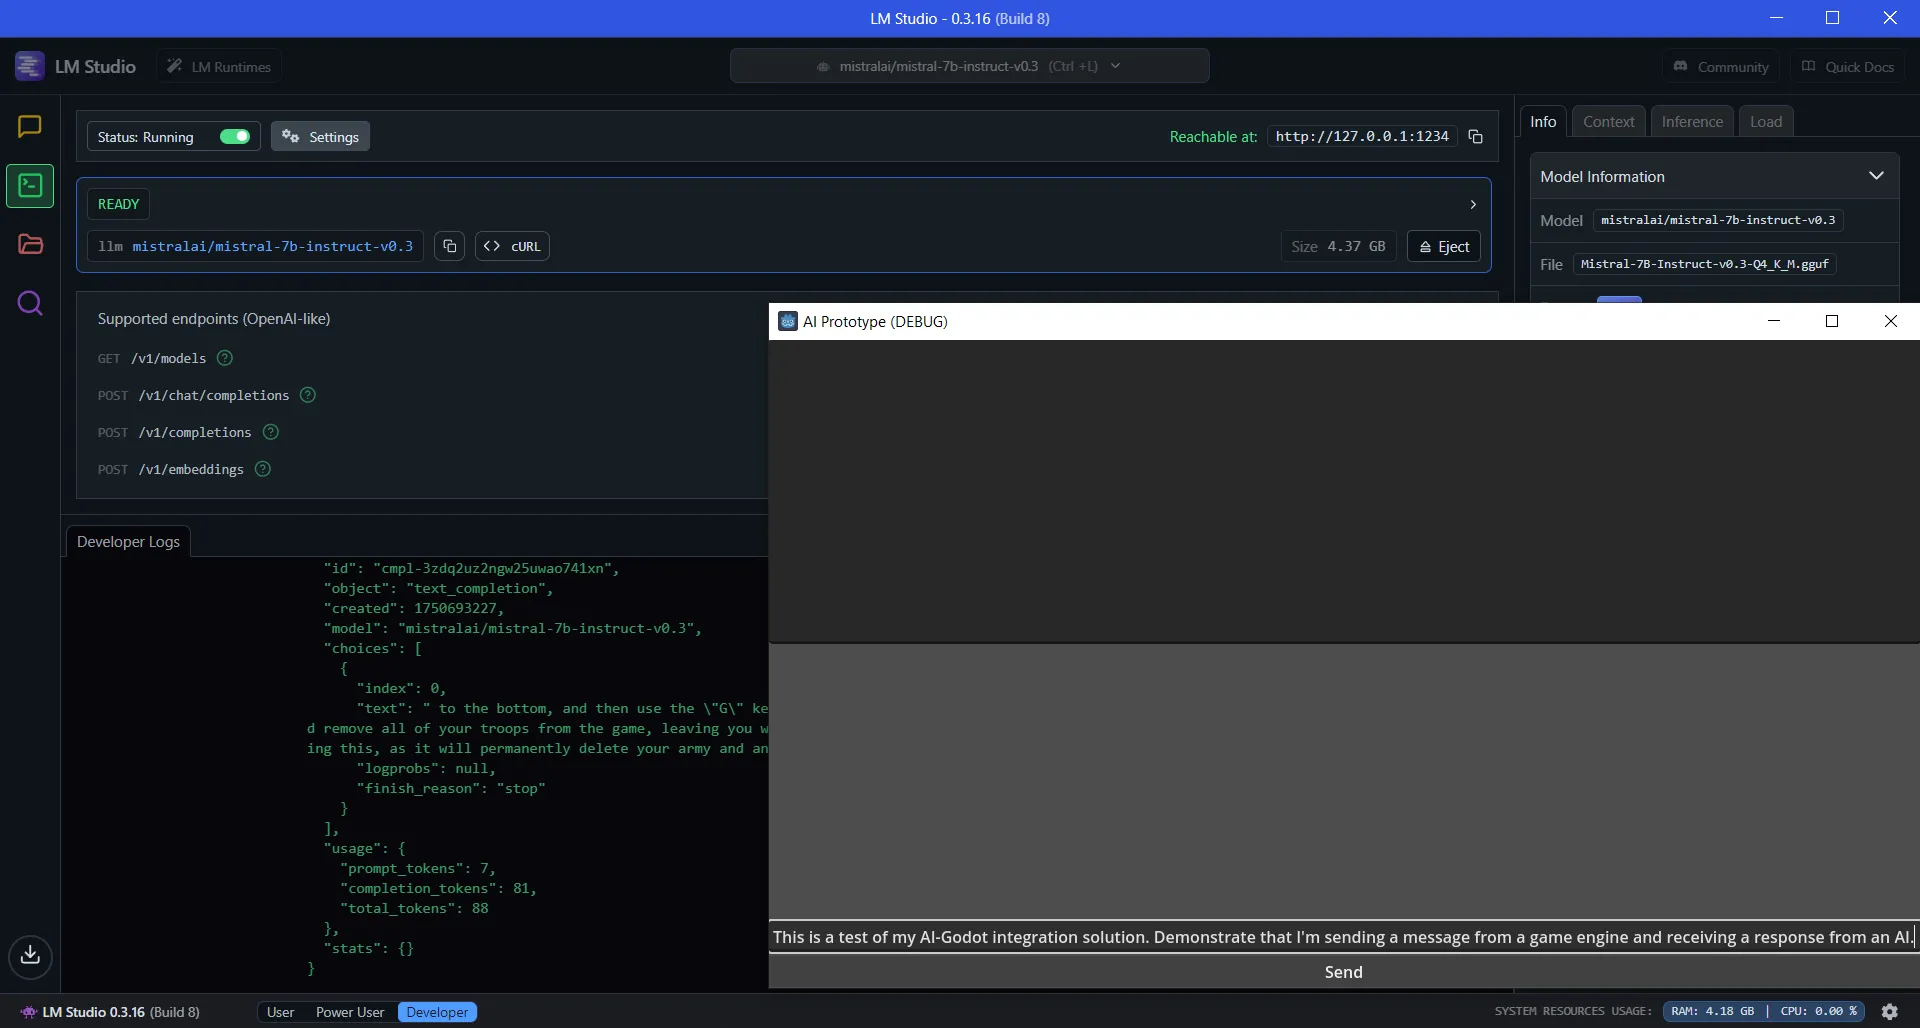 LM Studio - 0.3.16 (Build 8)
LM Studio
LM Runtimes
mistralai/mistral-7b-instruct-v0.3 (Ctrl +L)
Community
Quick Docs
Status: Running
Settings
Reachable at: http://127.0.0.1:1234
READY
llm mistralai/mistral-7b-instruct-v0.3
cURL
Size 4.37 GB
Eject
Info
Context
Inference
Load
Model Information
Model mistralai/mistral-7b-instruct-v0.3
File Mistral-7B-Instruct-v0.3-Q4_K_M.gguf
Supported endpoints (OpenAI-like)
GET /v1/models
POST /v1/chat/completions
POST /v1/completions
POST /v1/embeddings
Developer Logs
"id": "cmpl-3zdq2uz2ngw25uwao741xn",
"object": "text_completion",
"created": 1750693227,
"model": "mistralai/mistral-7b-instruct-v0.3",
"choices": [
{
"index": 0,
"text": " to the bottom, and then use the \"G\" ke
d remove all of your troops from the game, leaving you w
ing this, as it will permanently delete your army and an
"logprobs": null,
"finish_reason": "stop"
}
],
"usage": {
"prompt_tokens": 7,
"completion_tokens": 81,
"total_tokens": 88
},
"stats": {}
}
AI Prototype (DEBUG)
This is a test of my AI-Godot integration solution. Demonstrate that I'm sending a message from a game engine and receiving a response from an AI.
Send
LM Studio 0.3.16 (Build 8)
User
Power User
Developer
SYSTEM RESOURCES USAGE: RAM: 4.18 GB | CPU: 0.00 %